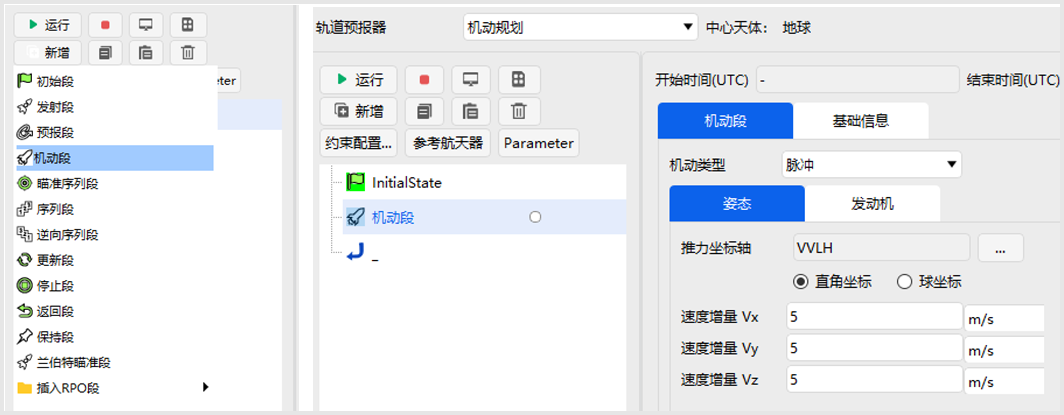 运行
新增
eter
初始段
发射段
预报段
机动段
瞄准序列段
序列段
逆向序列段
更新段
停止段
返回段
保持段
兰伯特瞄准段
插入RPO段
轨道预报器 机动规划 中心天体: 地球
运行
新增
约束配置... 参考航天器 Parameter
InitialState
机动段
_
开始时间(UTC) - 结束时间(UTC)
机动段 基础信息
机动类型 脉冲
姿态 发动机
推力坐标轴 VVLH ...
直角坐标 球坐标
速度增量 Vx 5 m/s
速度增量 Vy 5 m/s
速度增量 Vz 5 m/s